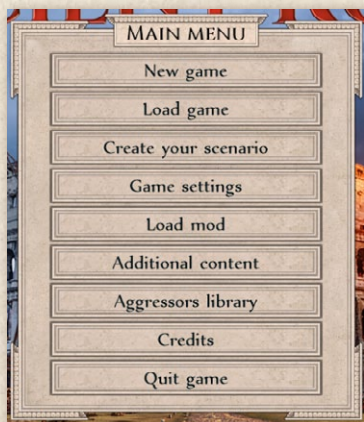 MAIN MENU
New game
Load game
Create your scenario
Game settings
Load mod
Additional content
Aggressors library
Credits
Quit game